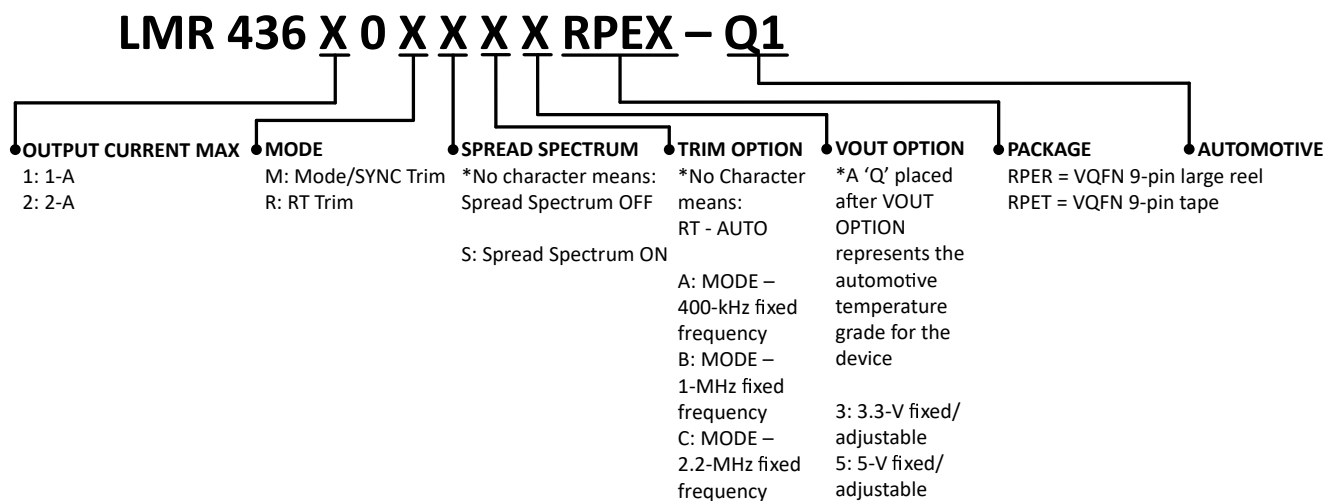 LMR 436 X 0 X X X X RPEX – Q1
OUTPUT CURRENT MAX
1: 1-A
2: 2-A
MODE
M: Mode/SYNC Trim
R: RT Trim
SPREAD SPECTRUM
*No character means:
Spread Spectrum OFF
S: Spread Spectrum ON
TRIM OPTION
*No Character
means:
RT - AUTO
A: MODE –
400-kHz fixed
frequency
B: MODE –
1-MHz fixed
frequency
C: MODE –
2.2-MHz fixed
frequency
VOUT OPTION
*A ‘Q’ placed
after VOUT
OPTION
represents the
automotive
temperature
grade for the
device
3: 3.3-V fixed/
adjustable
5: 5-V fixed/
adjustable
PACKAGE
RPER = VQFN 9-pin large reel
RPET = VQFN 9-pin tape
AUTOMOTIVE